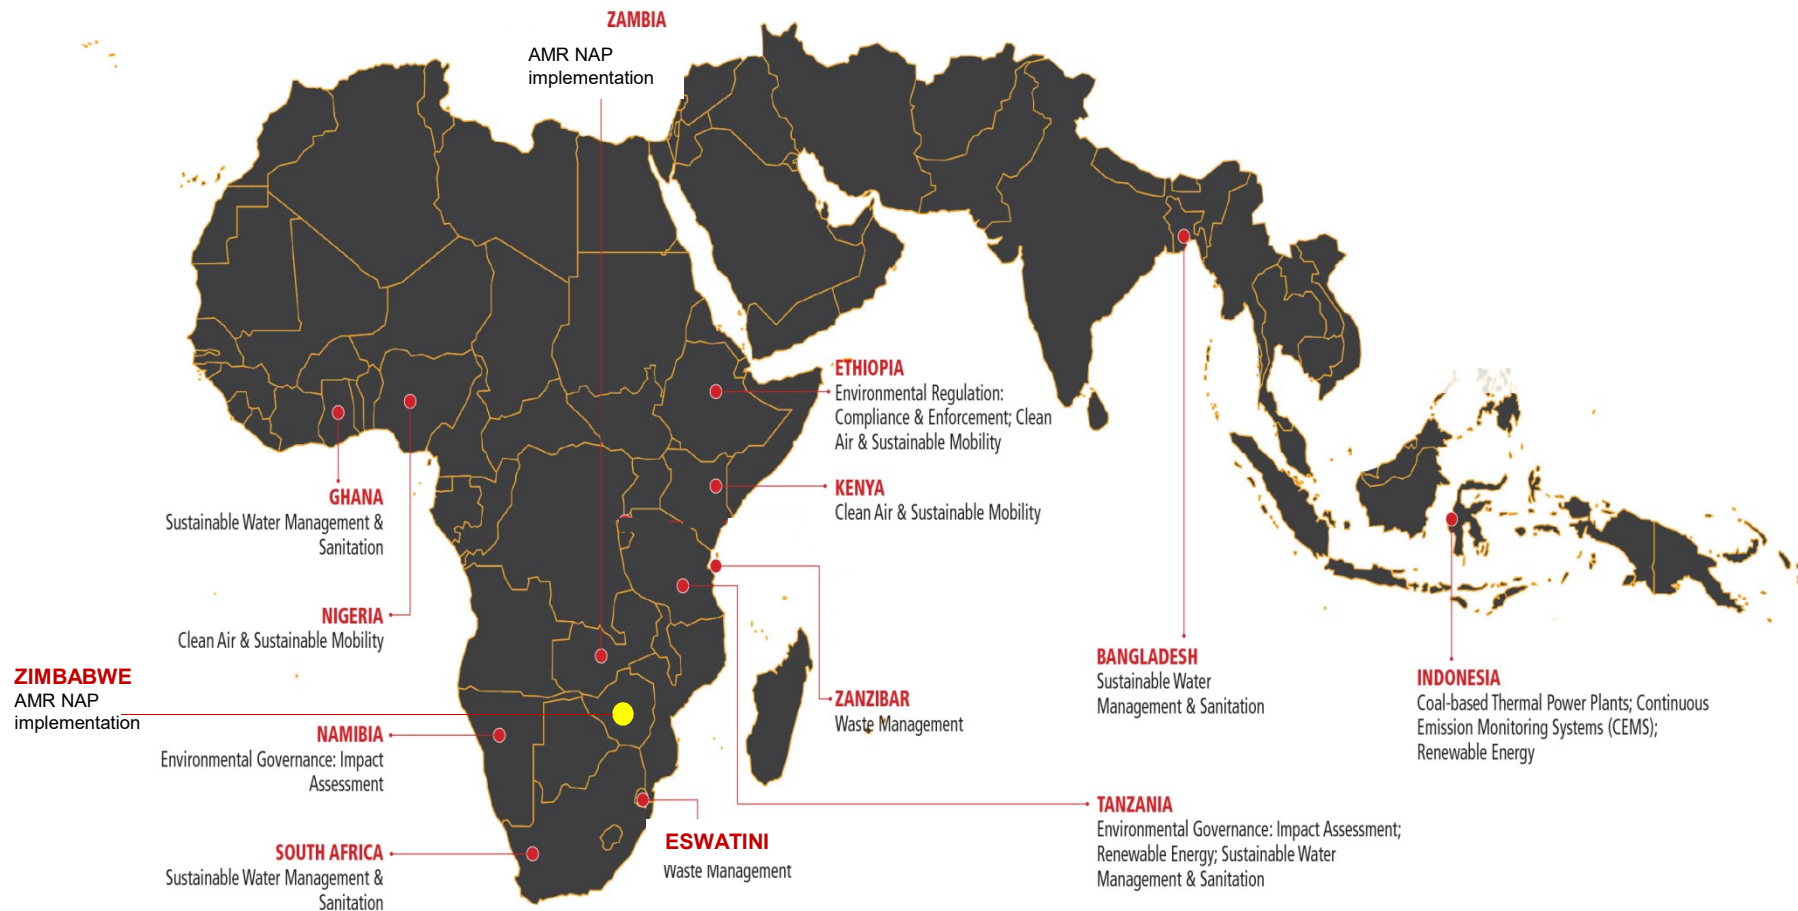 ZAMBIA
AMR NAP
implementation
ETHIOPIA
Environmental Regulation:
Compliance & Enforcement; Clean
Air & Sustainable Mobility
KENYA
Clean Air & Sustainable Mobility
GHANA
Sustainable Water Management &
Sanitation
NIGERIA
Clean Air & Sustainable Mobility
ZIMBABWE
AMR NAP
implementation
NAMIBIA
Environmental Governance: Impact
Assessment
SOUTH AFRICA
Sustainable Water Management &
Sanitation
ESWATINI
Waste Management
ZANZIBAR
Waste Management
BANGLADESH
Sustainable Water
Management & Sanitation
INDONESIA
Coal-based Thermal Power Plants; Continuous
Emission Monitoring Systems (CEMS);
Renewable Energy
TANZANIA
Environmental Governance: Impact Assessment;
Renewable Energy; Sustainable Water
Management & Sanitation